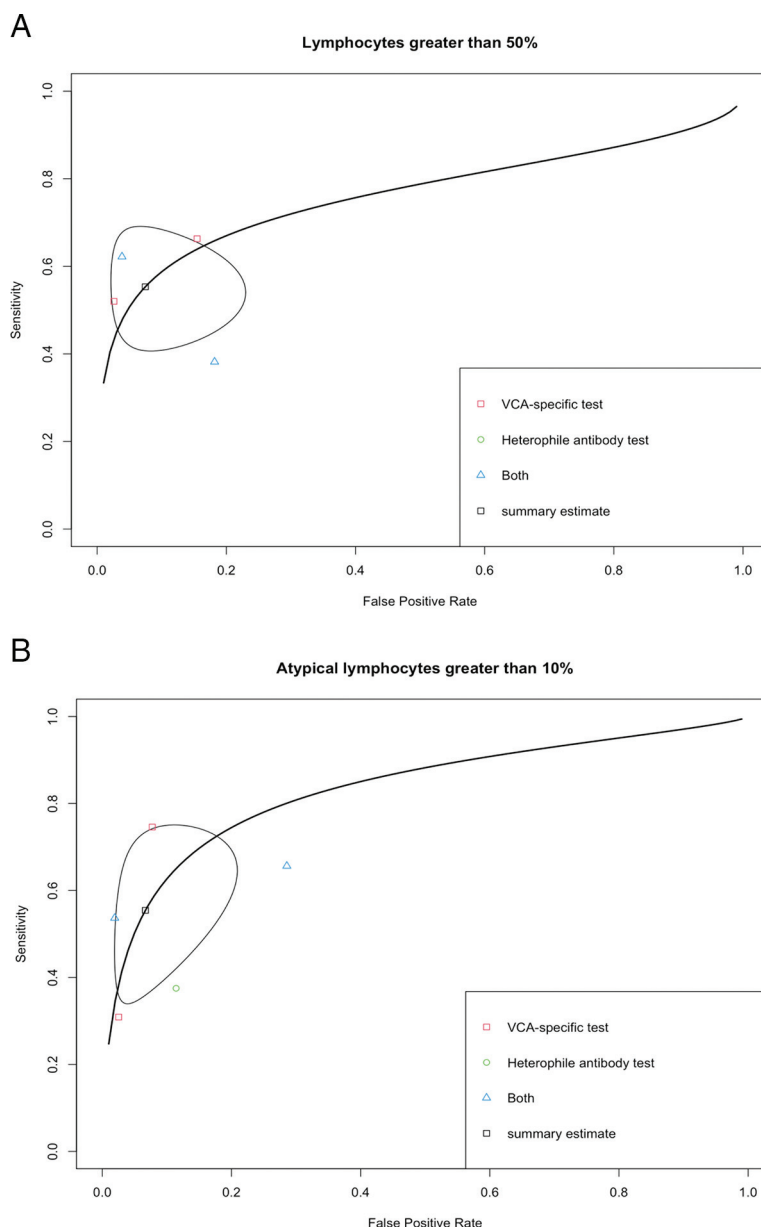 A
Lymphocytes greater than 50%
1.0
0.8
0.6
0.4
0.2
0.0
Sensitivity
VCA-specific test
Heterophile antibody test
Both
summary estimate
0.0 0.2 0.4 0.6 0.8 1.0
False Positive Rate
B
Atypical lymphocytes greater than 10%
1.0
0.8
0.6
0.4
0.2
0.0
Sensitivity
VCA-specific test
Heterophile antibody test
Both
summary estimate
0.0 0.2 0.4 0.6 0.8 1.0
False Positive Rate